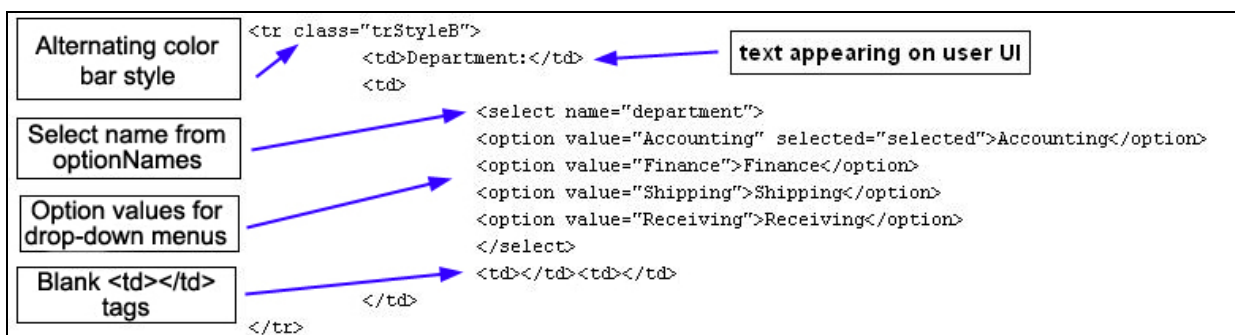 Alternating color
bar style
<tr class="trStyleB">
<td>Department:</td>
text appearing on user UI
<td>
<select name="department">
Select name from
optionNames
<option value="Accounting" selected="selected">Accounting</option>
<option value="Finance">Finance</option>
<option value="Shipping">Shipping</option>
Option values for
drop-down menus
<option value="Receiving">Receiving</option>
</select>
Blank <td></td>
tags
<td></td><td></td>
</td>
</tr>